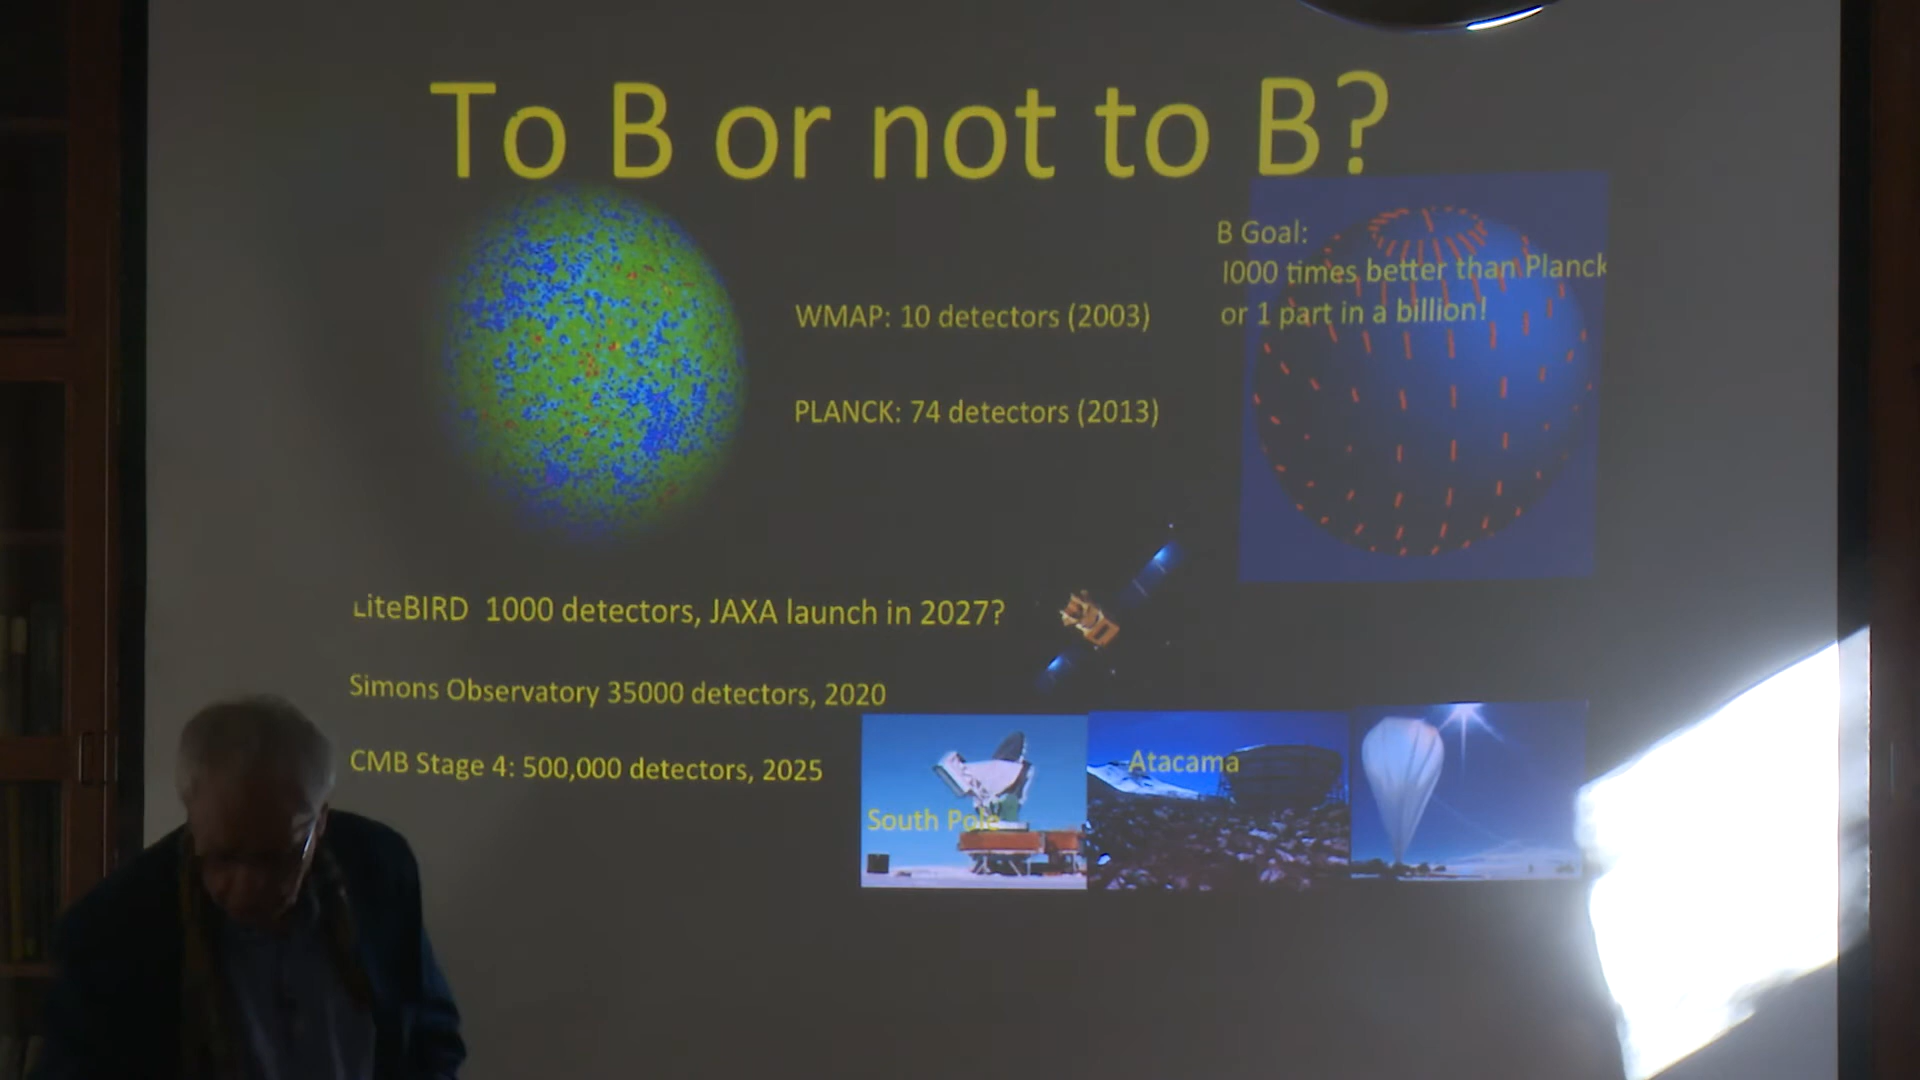 To B or not to B?
B Goal:
1000 times better than Planck
or 1 part in a billion!
WMAP: 10 detectors (2003)
PLANCK: 74 detectors (2013)
LiteBIRD 1000 detectors, JAXA launch in 2027?
Simons Observatory 35000 detectors, 2020
CMB Stage 4: 500,000 detectors, 2025
Atacama
South Pole